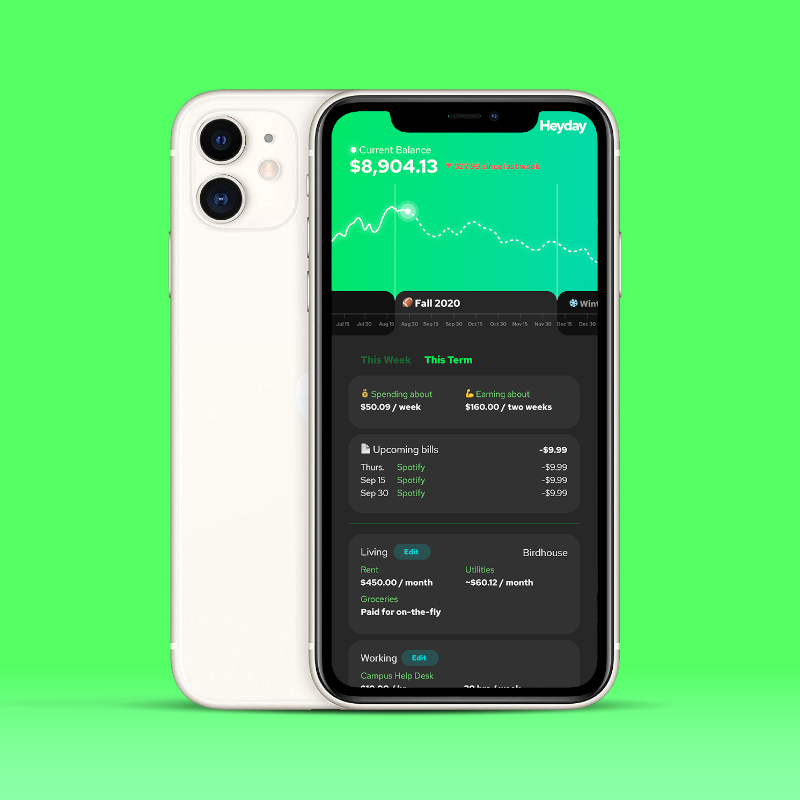 Heyday
Current Balance
$8,904.13
since last week
Fall 2020
Wint
Jul 15 Jul 30 Aug 15 Aug 30 Sep 15 Sep 30 Oct 15 Oct 30 Nov 15 Nov 30 Dec 15 Dec 30
This Week This Term
Spending about Earning about
$50.09 / week $160.00 / two weeks
Upcoming bills -$9.99
Thurs. Spotify -$9.99
Sep 15 Spotify -$9.99
Sep 30 Spotify -$9.99
Living Edit Birdhouse
Rent Utilities
$450.00 / month ~$60.12 / month
Groceries
Paid for on-the-fly
Working Edit
Campus Help Desk